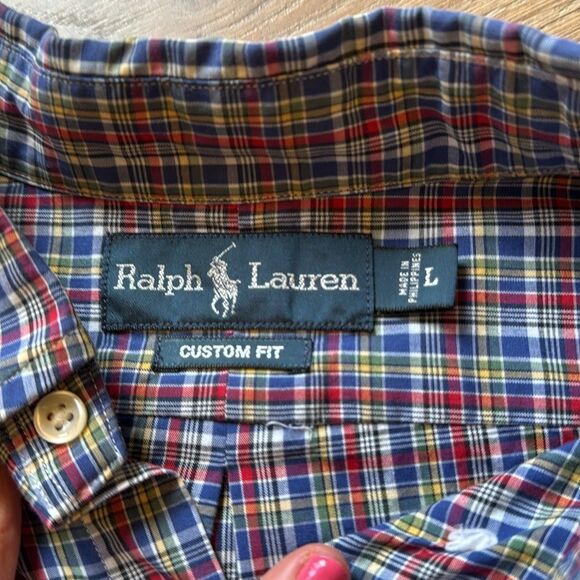 Ralph Lauren
MADE IN
PHILIPPINES
L
CUSTOM FIT